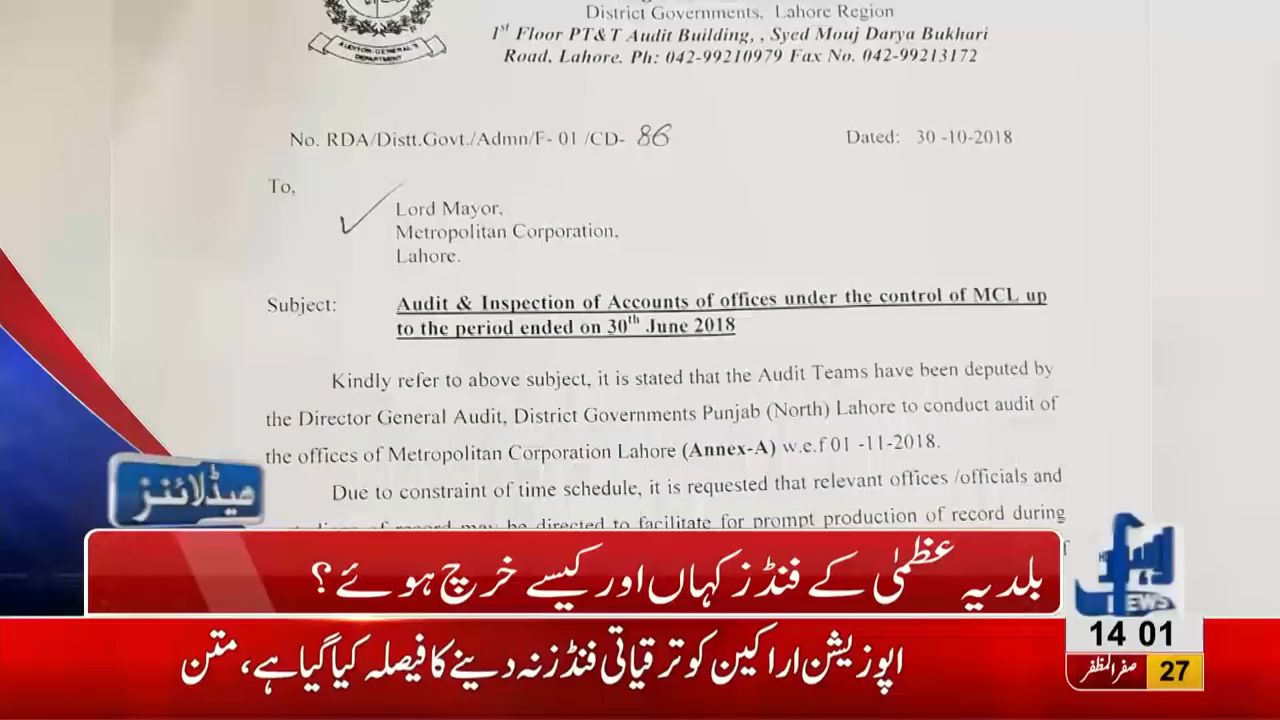 AUDITOR-GENERAL'S
DEPARTMENT
District Governments, Lahore Region
1st Floor PT&T Audit Building, , Syed Mouj Darya Bukhari
Road, Lahore. Ph: 042-99210979 Fax No. 042-99213172
No. RDA/Distt.Govt./Admn/F- 01 /CD- 86
Dated: 30 -10-2018
To,
Lord Mayor,
Metropolitan Corporation,
Lahore.
Subject: Audit & Inspection of Accounts of offices under the control of MCL up
to the period ended on 30th June 2018
Kindly refer to above subject, it is stated that the Audit Teams have been deputed by
the Director General Audit, District Governments Punjab (North) Lahore to conduct audit of
the offices of Metropolitan Corporation Lahore (Annex-A) w.e.f 01 -11-2018.
Due to constraint of time schedule, it is requested that relevant offices /officials and
of record may be directed to facilitate for prompt production of record during
ہیڈلائنز
بلدیہ عظمیٰ کے فنڈز کہاں اور کیسے خرچ ہوئے؟
NEWS
14 01
اپوزیشن اراکین کو ترقیاتی فنڈز نہ دینے کا فیصلہ کیا گیا ہے، متن
صفر المظفر 27